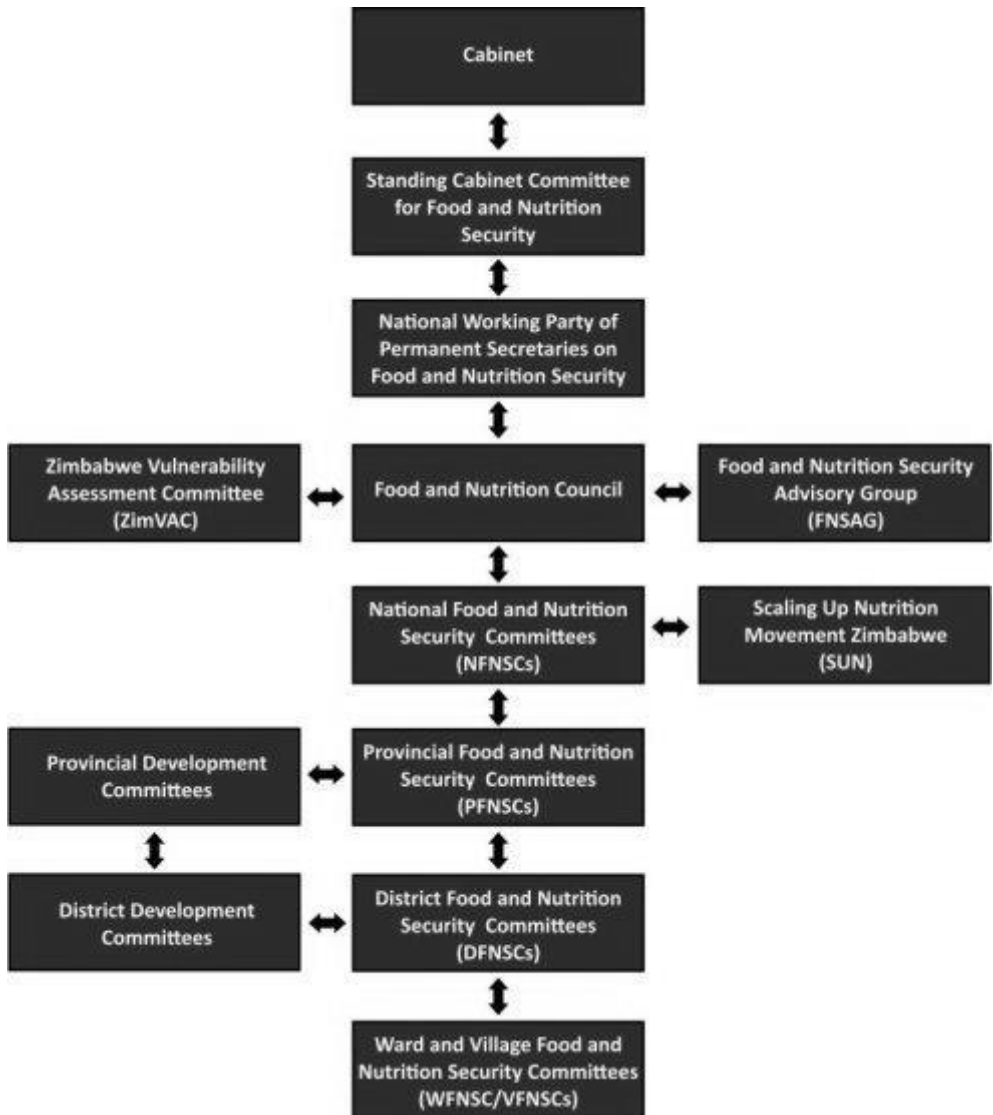 Cabinet
Standing Cabinet Committee
for Food and Nutrition
Security
National Working Party of
Permanent Secretaries on
Food and Nutrition Security
Zimbabwe Vulnerability
Assessment Committee
(ZimVAC)
Food and Nutrition Council
Food and Nutrition Security
Advisory Group
(FNSAG)
National Food and Nutrition
Security Committees
(NFNSCs)
Scaling Up Nutrition
Movement Zimbabwe
(SUN)
Provincial Development
Committees
Provincial Food and Nutrition
Security Committees
(PFNSCs)
District Development
Committees
District Food and Nutrition
Security Committees
(DFNSCs)
Ward and Village Food and
Nutrition Security Committees
(WFNSC/VFNSCs)